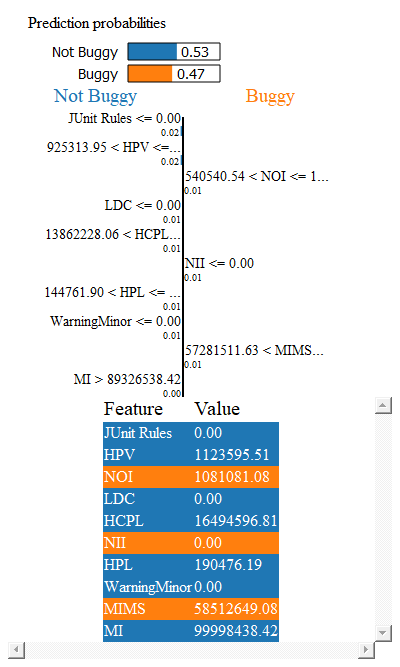 Prediction probabilities
Not Buggy 0.53
Buggy 0.47
Not Buggy Buggy
JUnit Rules <= 0.00
0.02
925313.95 < HPV <=...
0.02
540540.54 < NOI <= 1...
0.01
LDC <= 0.00
0.01
13862228.06 < HCPL...
0.01
NII <= 0.00
0.01
144761.90 < HPL <= ...
0.01
WarningMinor <= 0.00
0.01
57281511.63 < MIMS...
0.01
MI > 89326538.42
0.00
Feature Value
JUnit Rules 0.00
HPV 1123595.51
NOI 1081081.08
LDC 0.00
HCPL 16494596.81
NII 0.00
HPL 190476.19
WarningMinor 0.00
MIMS 58512649.08
MI 99998438.42